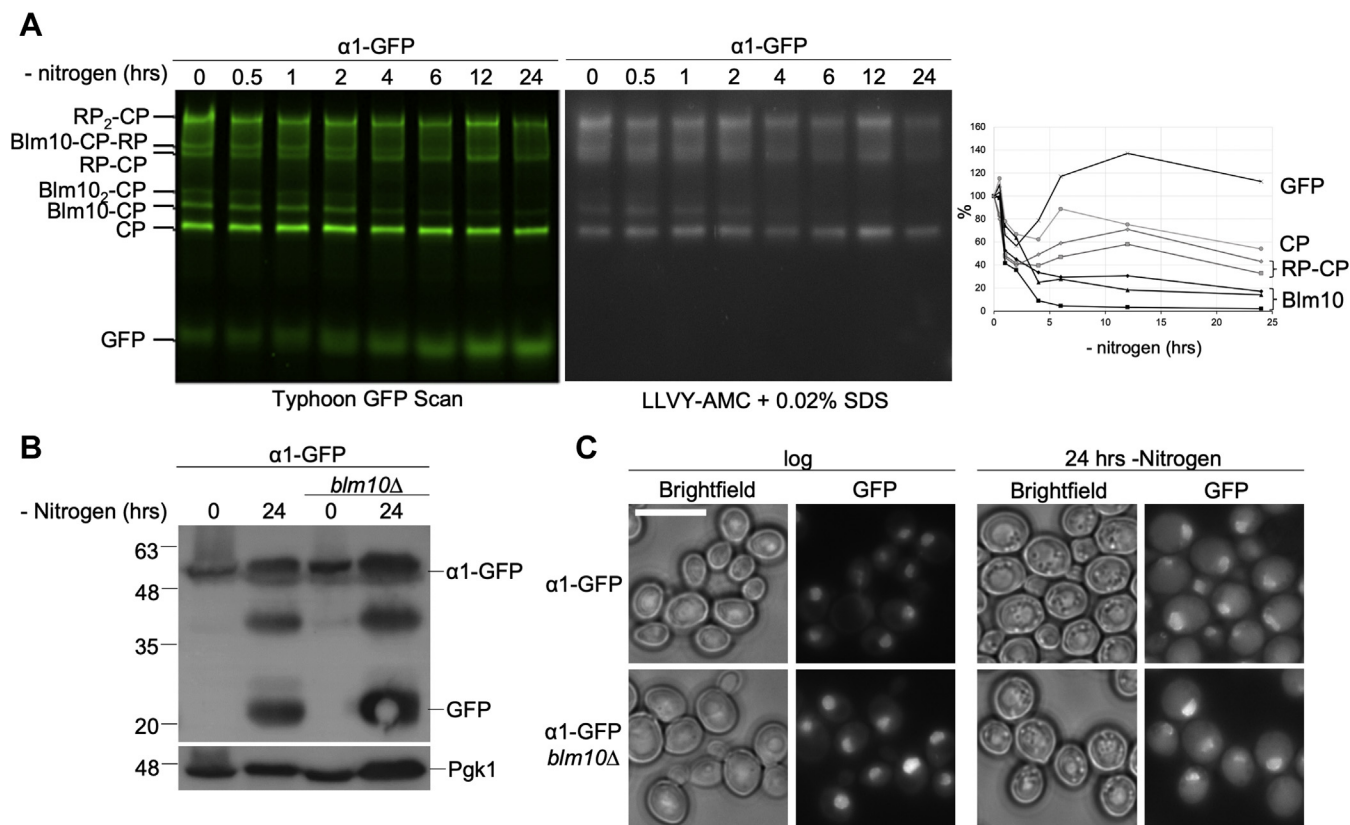 A
α1-GFP
- nitrogen (hrs) 0 0.5 1 2 4 6 12 24
RP2-CP
Blm10-CP-RP
RP-CP
Blm102-CP
Blm10-CP
CP
GFP
Typhoon GFP Scan
α1-GFP
0 0.5 1 2 4 6 12 24
LLVY-AMC + 0.02% SDS
160
140
120
100
80
60
40
20
0
%
0 5 10 15 20 25
- nitrogen (hrs)
GFP
CP
RP-CP
Blm10
B
α1-GFP
blm10Δ
- Nitrogen (hrs) 0 24 0 24
63
48
35
20
48
α1-GFP
GFP
Pgk1
C
log 24 hrs -Nitrogen
Brightfield GFP Brightfield GFP
α1-GFP
α1-GFP
blm10Δ